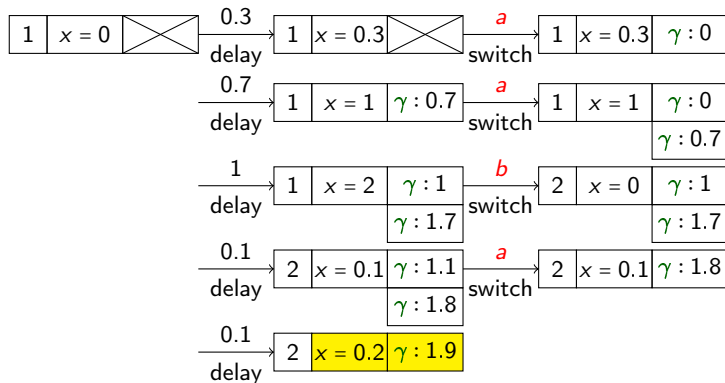 0.3 a
1 x = 0 delay 1 x = 0.3 switch 1 x = 0.3 γ : 0
0.7 a
delay 1 x = 1 γ : 0.7 switch 1 x = 1 γ : 0
γ : 0.7
1 b
delay 1 x = 2 γ : 1 switch 2 x = 0 γ : 1
γ : 1.7 γ : 1.7
0.1 a
delay 2 x = 0.1 γ : 1.1 switch 2 x = 0.1 γ : 1.8
γ : 1.8
0.1
delay 2 x = 0.2 γ : 1.9